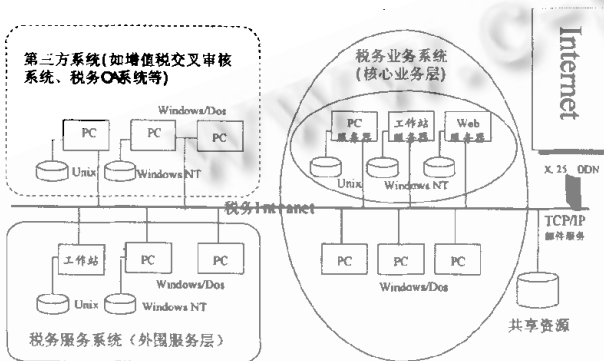 第三方系统(如增值税交叉审核
系统、税务OA系统等)
Windows/Dos
PC
PC
PC
Unix
Windows NT
税务业务系统
(核心业务层)
PC
服务器
工作站
服务器
Web
服务器
Unix
Windows NT
Internet
X.25 DDN
税务Intranet
TCP/IP
邮件服务
工作站
PC
PC
Windows/Dos
Unix
Windows NT
税务服务系统（外围服务层）
PC
PC
PC
Windows/Dos
共享资源